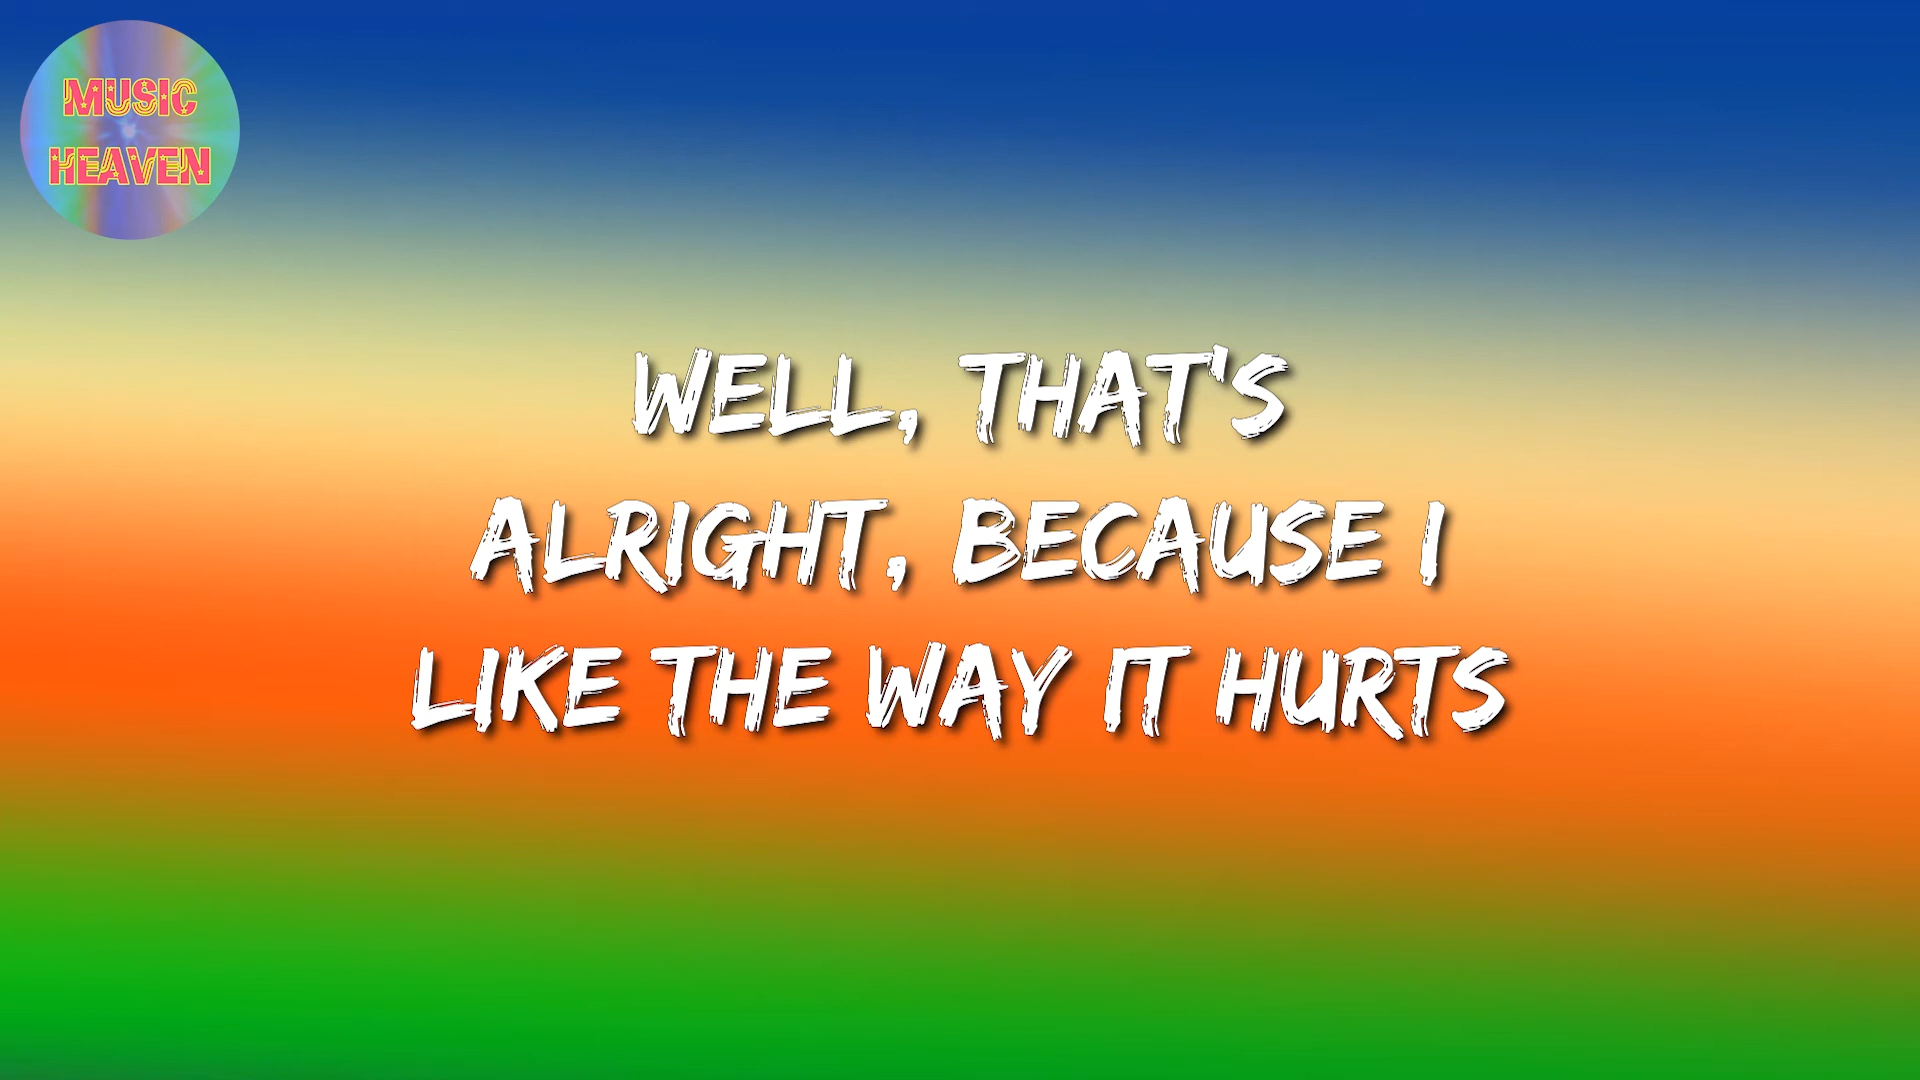 MUSIC
HEAVEN
WELL, THAT'S
ALRIGHT, BECAUSE I
LIKE THE WAY IT HURTS